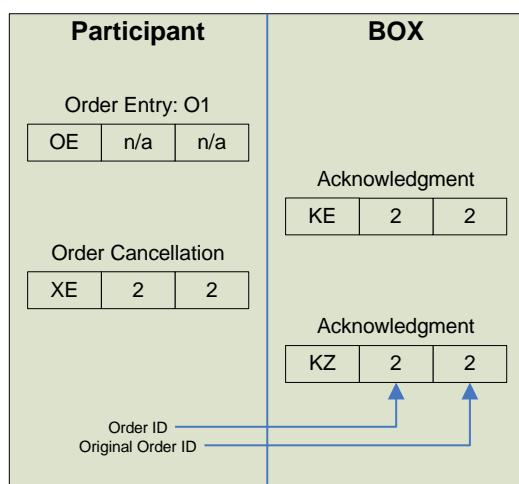 Participant BOX
Order Entry: O1
OE n/a n/a
Acknowledgment
KE 2 2
Order Cancellation
XE 2 2
Acknowledgment
KZ 2 2
Order ID
Original Order ID